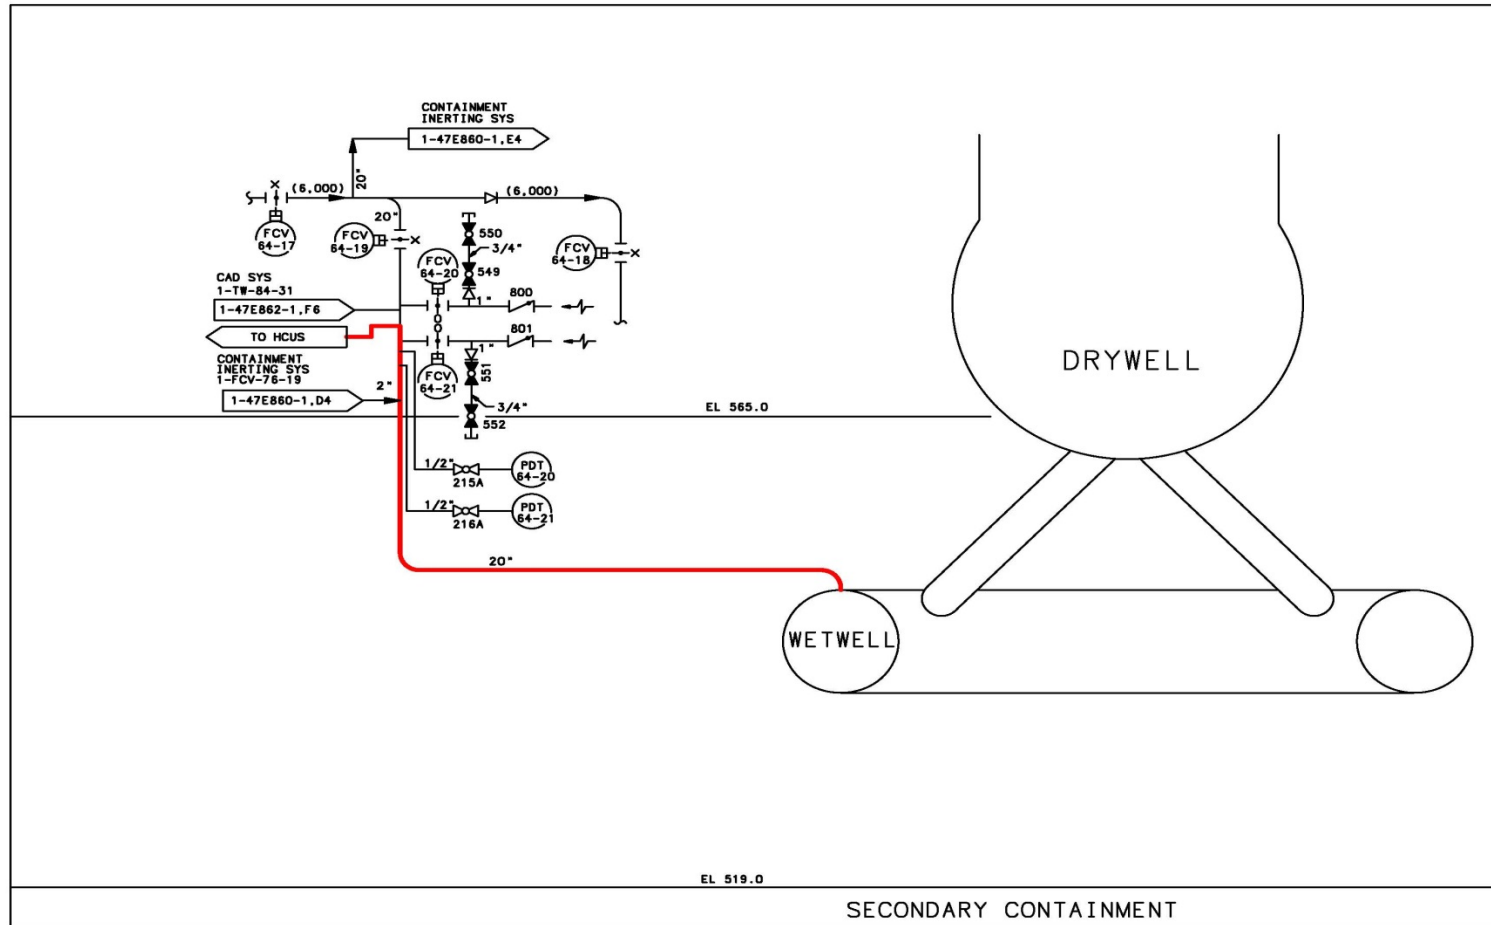 CONTAINMENT
INERTING SYS
1-47E860-1,E4
20"
(6,000)
(6,000)
FCV
64-17
20"
FCV
64-19
550
3/4"
FCV
64-20
549
FCV
64-18
CAD SYS
1-TW-84-31
1-47E862-1,F6
1"
800
TO HCUS
801
CONTAINMENT
INERTING SYS
1-FCV-76-19
1"
551
FCV
64-21
2"
1-47E860-1,D4
3/4"
552
EL 565.0
DRYWELL
1/2"
215A
PDT
64-20
1/2"
216A
PDT
64-21
20"
WETWELL
EL 519.0
SECONDARY CONTAINMENT